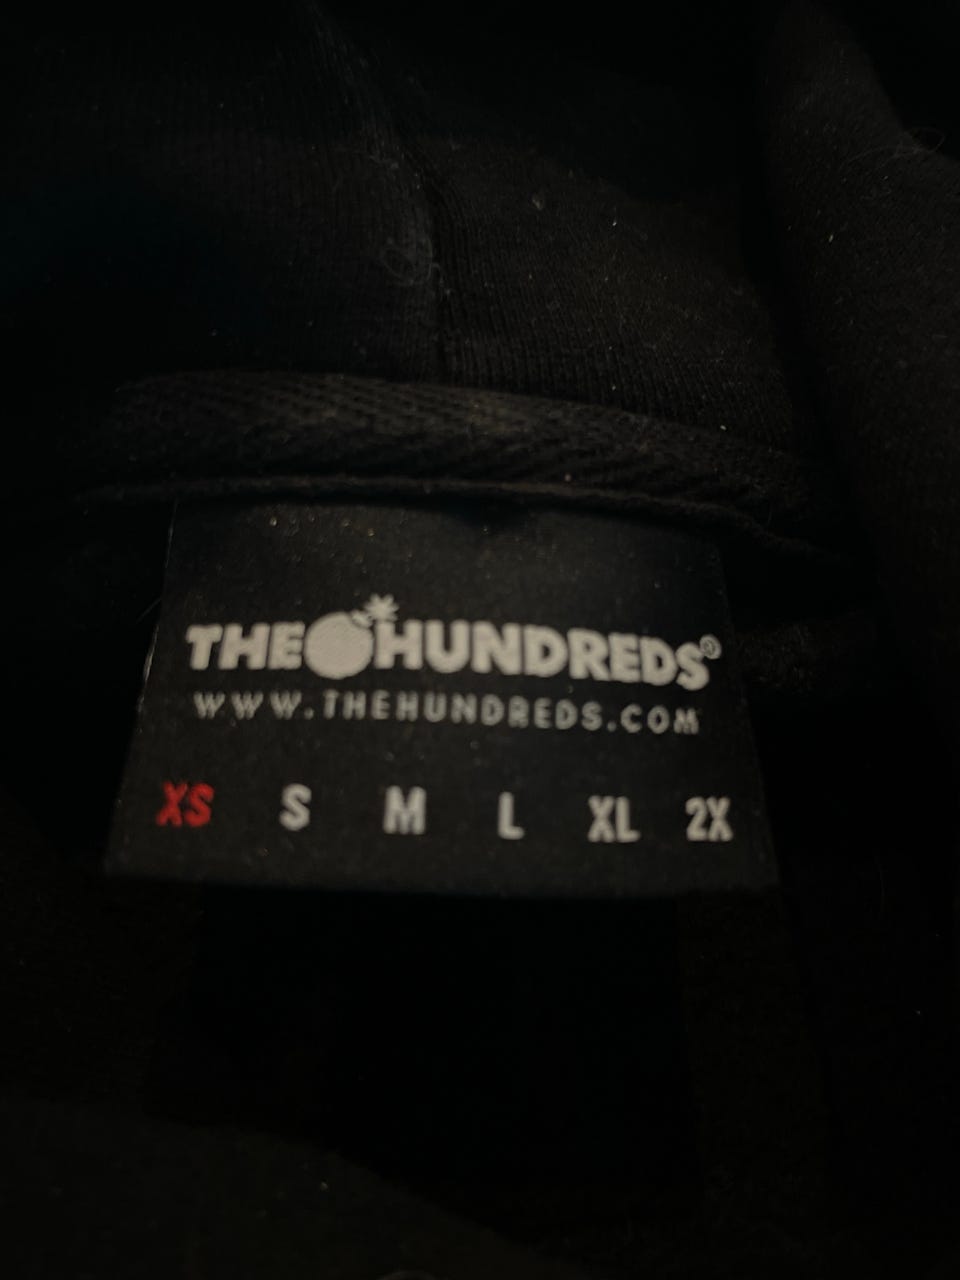 THE HUNDREDS®
WWW.THEHUNDREDS.COM
XS S M L XL 2X